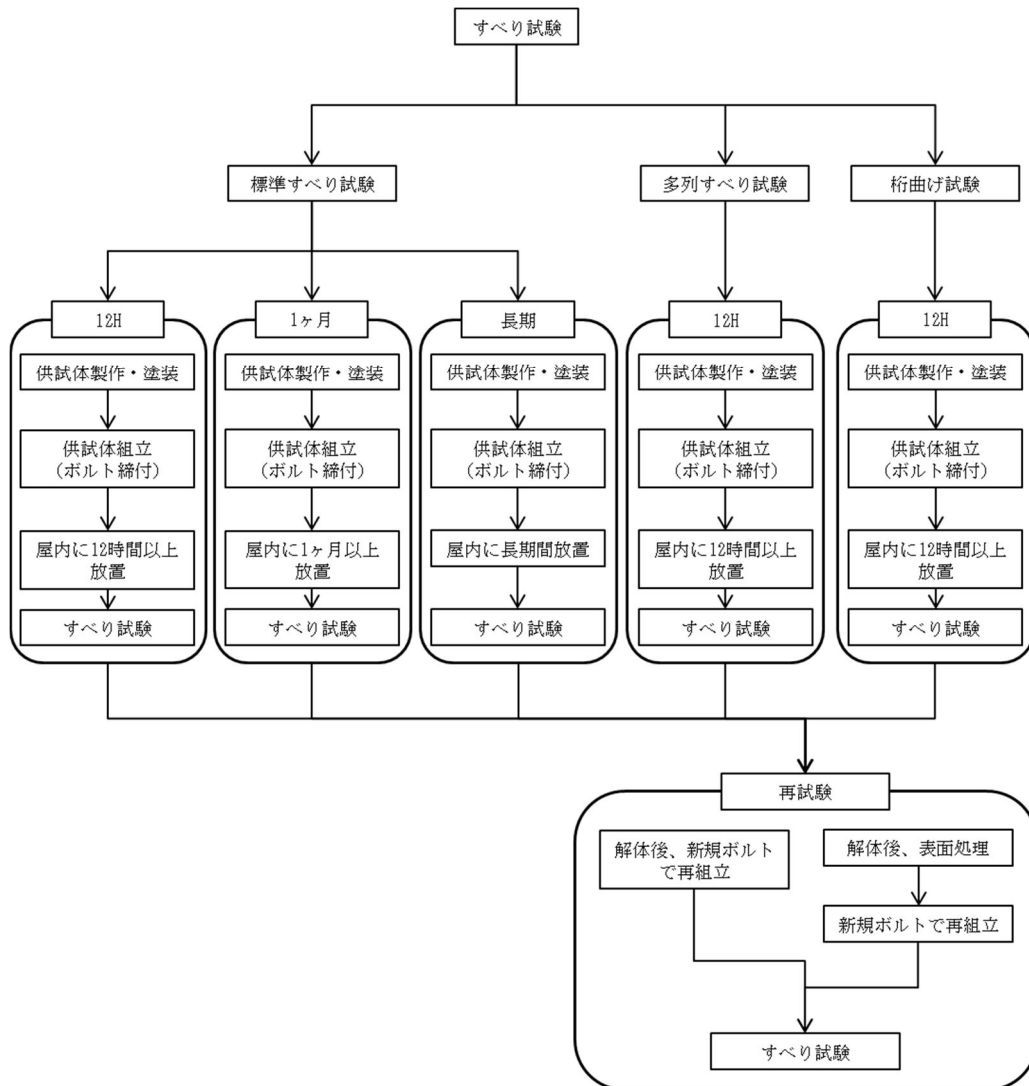 すべり試験
標準すべり試験
多列すべり試験
桁曲げ試験
12H
供試体製作・塗装
供試体組立
(ボルト締付)
屋内に12時間以上
放置
すべり試験
1ヶ月
供試体製作・塗装
供試体組立
(ボルト締付)
屋内に1ヶ月以上
放置
すべり試験
長期
供試体製作・塗装
供試体組立
(ボルト締付)
屋内に長期間放置
すべり試験
12H
供試体製作・塗装
供試体組立
(ボルト締付)
屋内に12時間以上
放置
すべり試験
12H
供試体製作・塗装
供試体組立
(ボルト締付)
屋内に12時間以上
放置
すべり試験
再試験
解体後、新規ボルト
で再組立
解体後、表面処理
新規ボルトで再組立
すべり試験